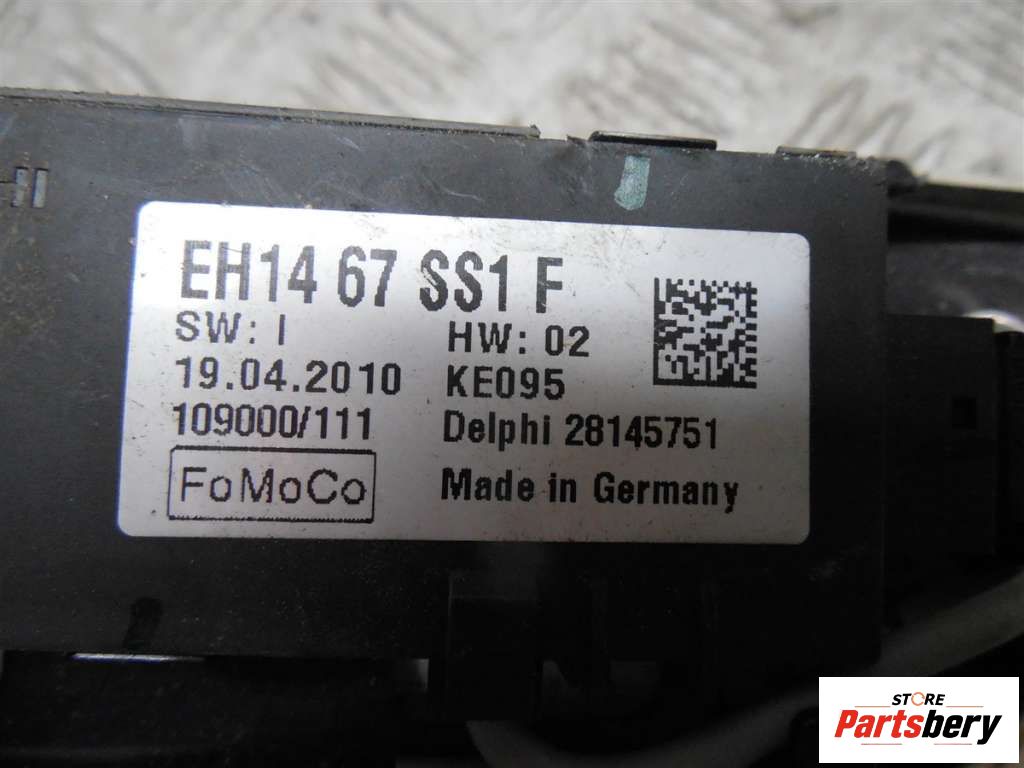 EH14 67 SS1 F
SW: I HW: 02
19.04.2010 KE095
109000/111 Delphi 28145751
FoMoCo Made in Germany
STORE
Partsbery